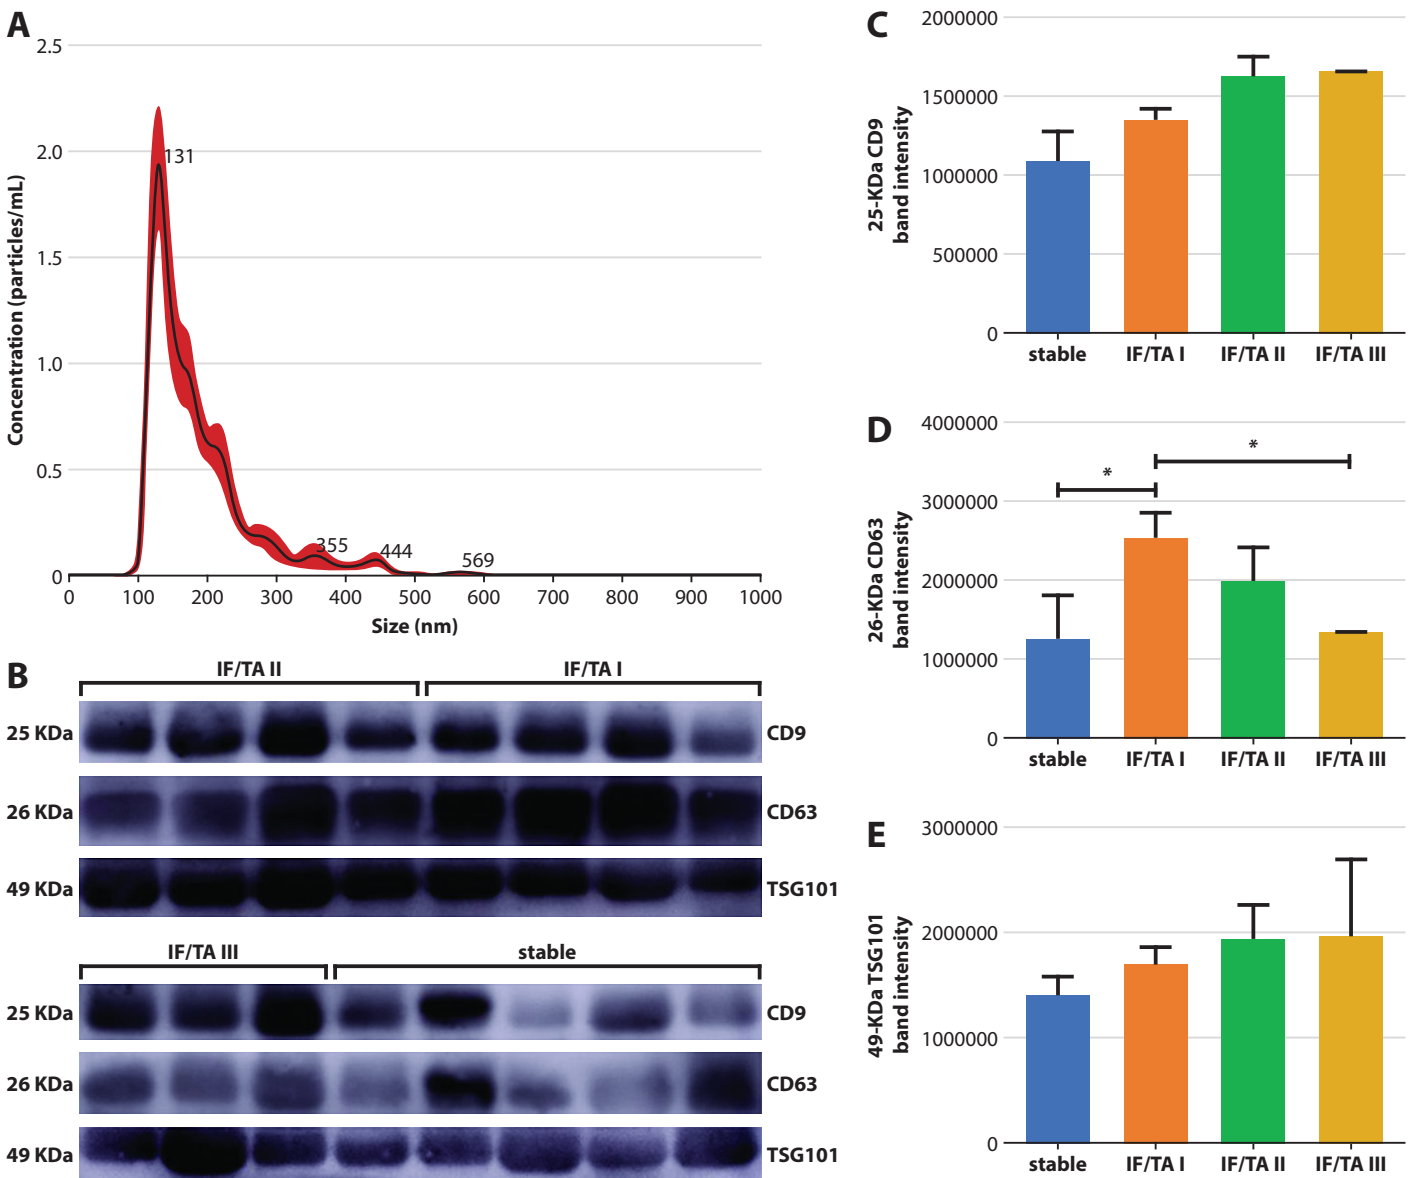 A
2.5
2.0
1.5
1.0
0.5
0
Concentration (particles/mL)
131
355
444
569
0 100 200 300 400 500 600 700 800 900 1000
Size (nm)
B
IF/TA II IF/TA I
25 KDa CD9
26 KDa CD63
49 KDa TSG101
IF/TA III stable
25 KDa CD9
26 KDa CD63
49 KDa TSG101
C
25-KDa CD9
band intensity
2000000
1500000
1000000
500000
0
stable IF/TA I IF/TA II IF/TA III
D
26-KDa CD63
band intensity
4000000
3000000
2000000
1000000
0
*
*
stable IF/TA I IF/TA II IF/TA III
E
49-KDa TSG101
band intensity
3000000
2000000
1000000
0
stable IF/TA I IF/TA II IF/TA III